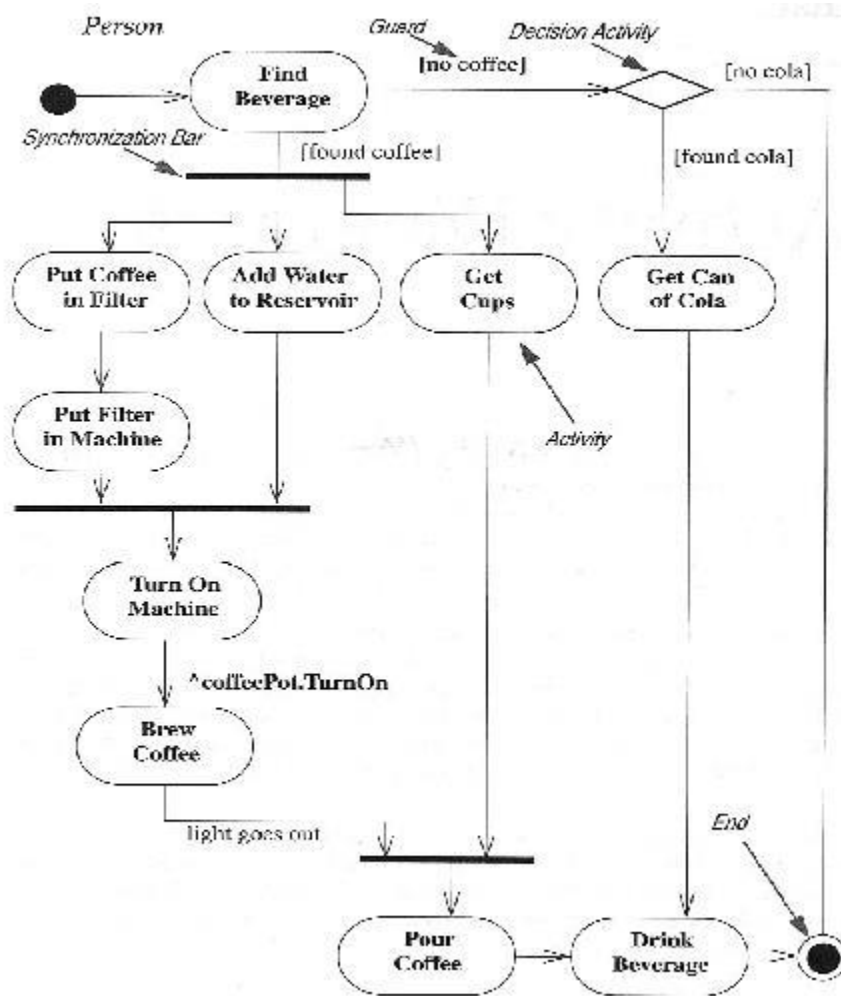 Person
Guard
Decision Activity
Find
Beverage
[no coffee]
[no cola]
Synchronization Bar
[found coffee]
[found cola]
Put Coffee
in Filter
Add Water
to Reservoir
Get
Cups
Get Can
of Cola
Put Filter
in Machine
Activity
Turn On
Machine
^coffeePot.TurnOn
Brew
Coffee
light goes out
End
Pour
Coffee
Drink
Beverage